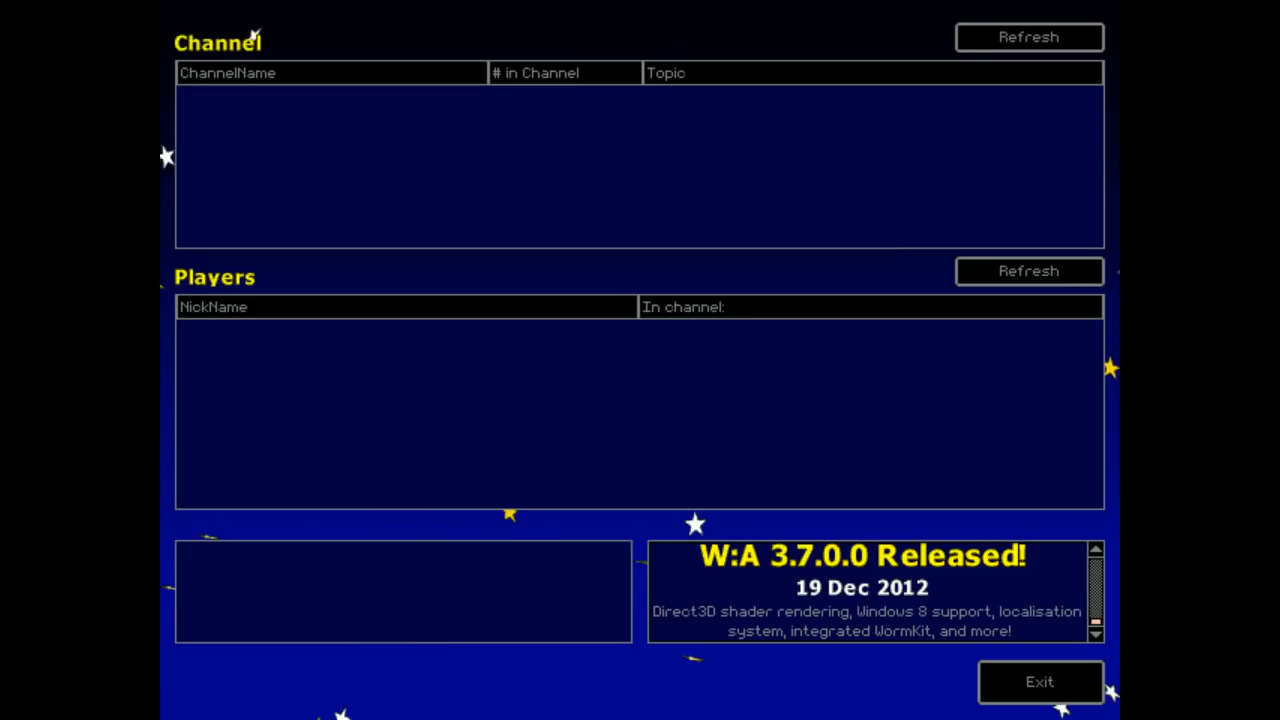 Channel
Refresh
ChannelName # in Channel Topic
Players
Refresh
NickName In channel:
W:A 3.7.0.0 Released!
19 Dec 2012
Direct3D shader rendering, Windows 8 support, localisation
system, integrated WormKit, and more!
Exit